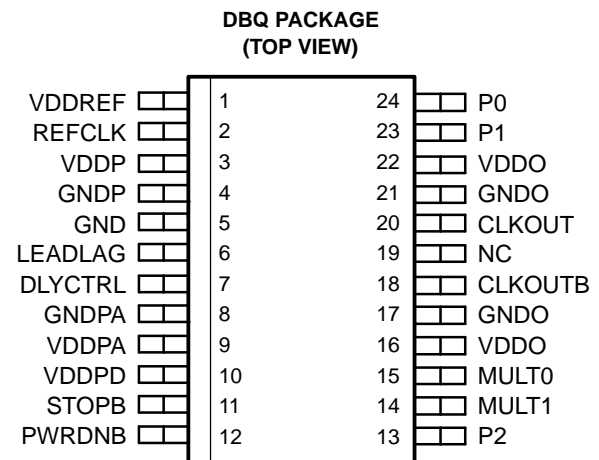 DBQ PACKAGE
(TOP VIEW)
VDDREF 1 24 P0
REFCLK 2 23 P1
VDDP 3 22 VDDO
GNDP 4 21 GNDO
GND 5 20 CLKOUT
LEADLAG 6 19 NC
DLYCTRL 7 18 CLKOUTB
GNDPA 8 17 GNDO
VDDPA 9 16 VDDO
VDDPD 10 15 MULT0
STOPB 11 14 MULT1
PWRDNB 12 13 P2